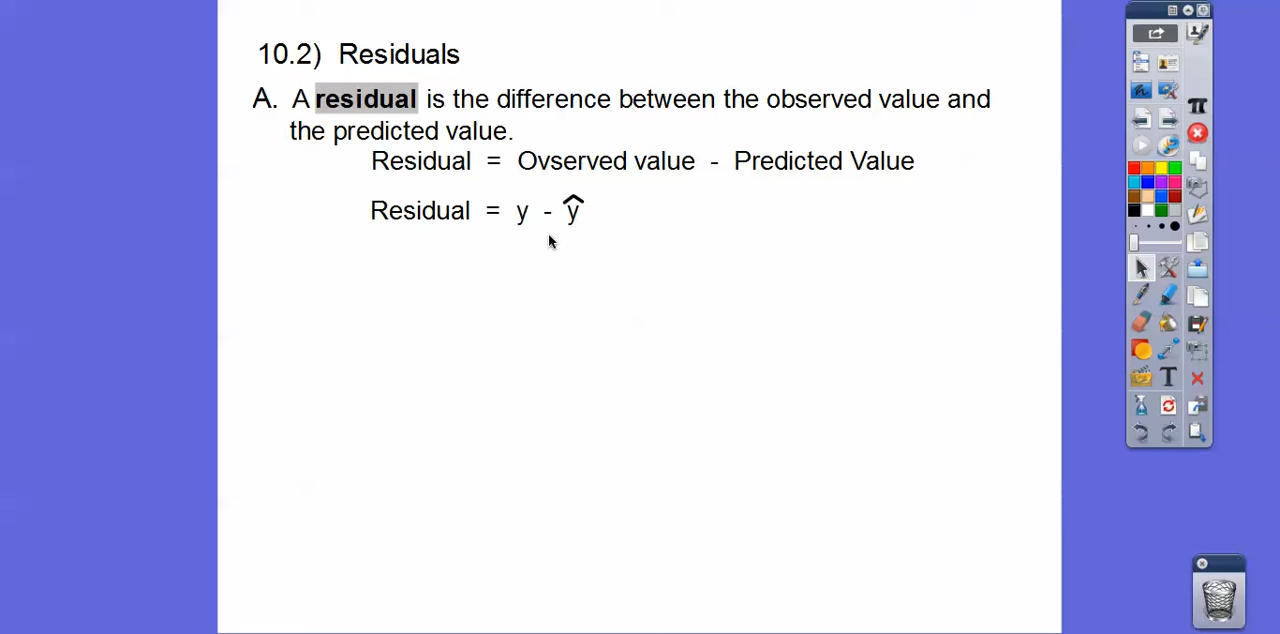 10.2) Residuals
A. A residual is the difference between the observed value and
the predicted value.
Residual = Ovserved value - Predicted Value
Residual = y - ŷ